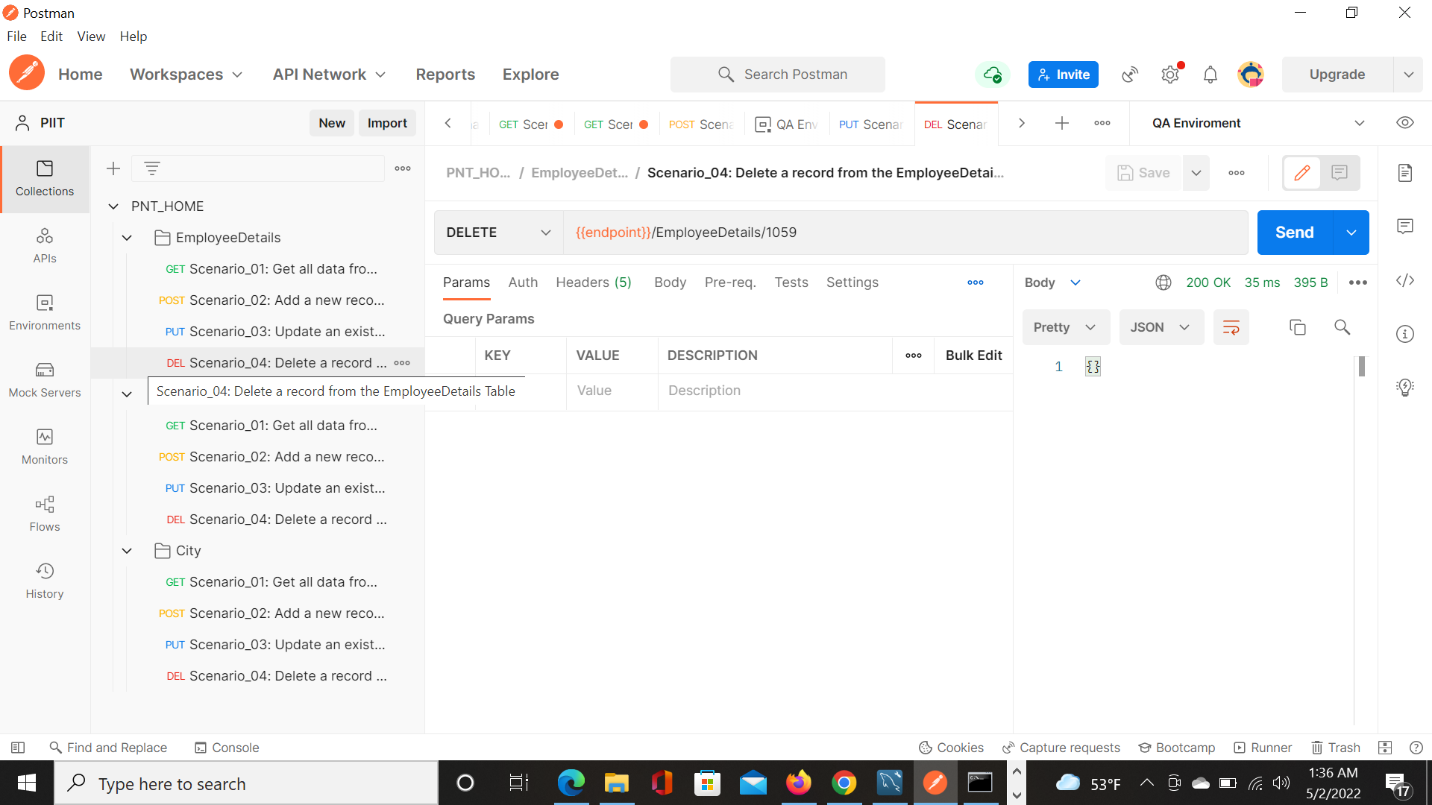 Postman
File Edit View Help
Home Workspaces API Network Reports Explore Search Postman Invite Upgrade
PIIT New Import GET Scer GET Scer POST Scena QA Env PUT Scenar DEL Scenar QA Enviroment
Collections
APIs
Environments
Mock Servers
Monitors
Flows
History
PNT_HOME
EmployeeDetails
GET Scenario_01: Get all data fro...
POST Scenario_02: Add a new reco...
PUT Scenario_03: Update an exist...
DEL Scenario_04: Delete a record ...
Scenario_04: Delete a record from the EmployeeDetails Table
GET Scenario_01: Get all data fro...
POST Scenario_02: Add a new reco...
PUT Scenario_03: Update an exist...
DEL Scenario_04: Delete a record ...
City
GET Scenario_01: Get all data fro...
POST Scenario_02: Add a new reco...
PUT Scenario_03: Update an exist...
DEL Scenario_04: Delete a record ...
PNT_HO... / EmployeeDet... / Scenario_04: Delete a record from the EmployeeDetai... Save
DELETE {{endpoint}}/EmployeeDetails/1059 Send
Params Auth Headers (5) Body Pre-req. Tests Settings
Query Params
KEY VALUE DESCRIPTION Bulk Edit
Value Description
Body 200 OK 35 ms 395 B
Pretty JSON
1 {}
Find and Replace Console Cookies Capture requests Bootcamp Runner Trash
Type here to search 53°F 1:36 AM
5/2/2022 17